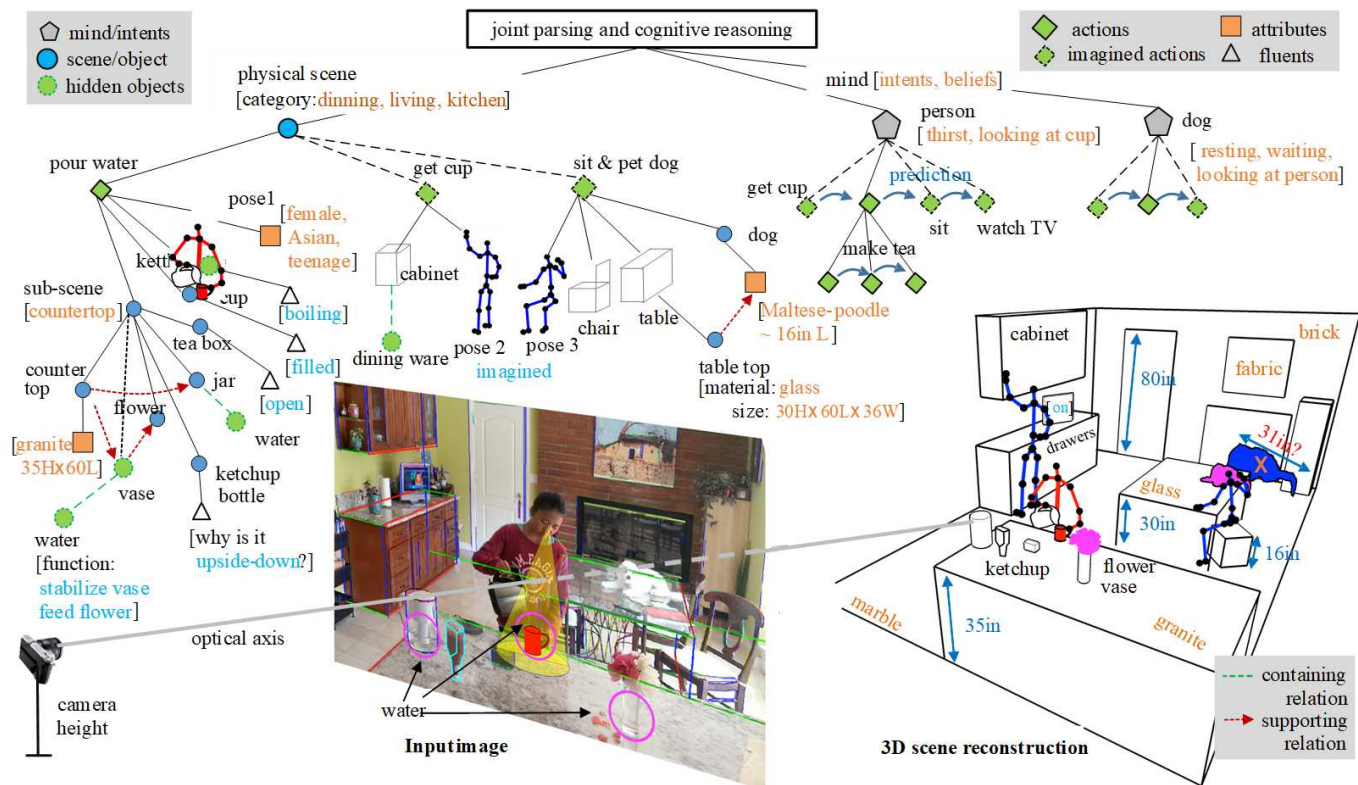 joint parsing and cognitive reasoning
mind/intents
scene/object
hidden objects
actions
imagined actions
attributes
fluents
physical scene
[category:dinning, living, kitchen]
mind [intents, beliefs]
person
[thirst, looking at cup]
dog
[resting, waiting,
looking at person]
pour water
get cup
sit & pet dog
get cup
prediction
sit
watch TV
make tea
pose1
[female,
Asian,
teenage]
kettl
cup
cabinet
dog
sub-scene
[countertop]
[boiling]
tea box
[filled]
dining ware
pose 2
pose 3
imagined
chair
table
[Maltese-poodle
~ 16in L]
table top
[material: glass
size: 30Hx60Lx36W]
counter
top
flower
jar
[open]
[granite
35Hx60L]
vase
water
ketchup
bottle
water
[function:
stabilize vase
feed flower]
[why is it
upside-down?]
optical axis
camera
height
water
Input image
cabinet
brick
80in
fabric
[on]
drawers
31in?
X
glass
30in
16in
ketchup
flower
vase
marble
35in
granite
3D scene reconstruction
containing
relation
supporting
relation